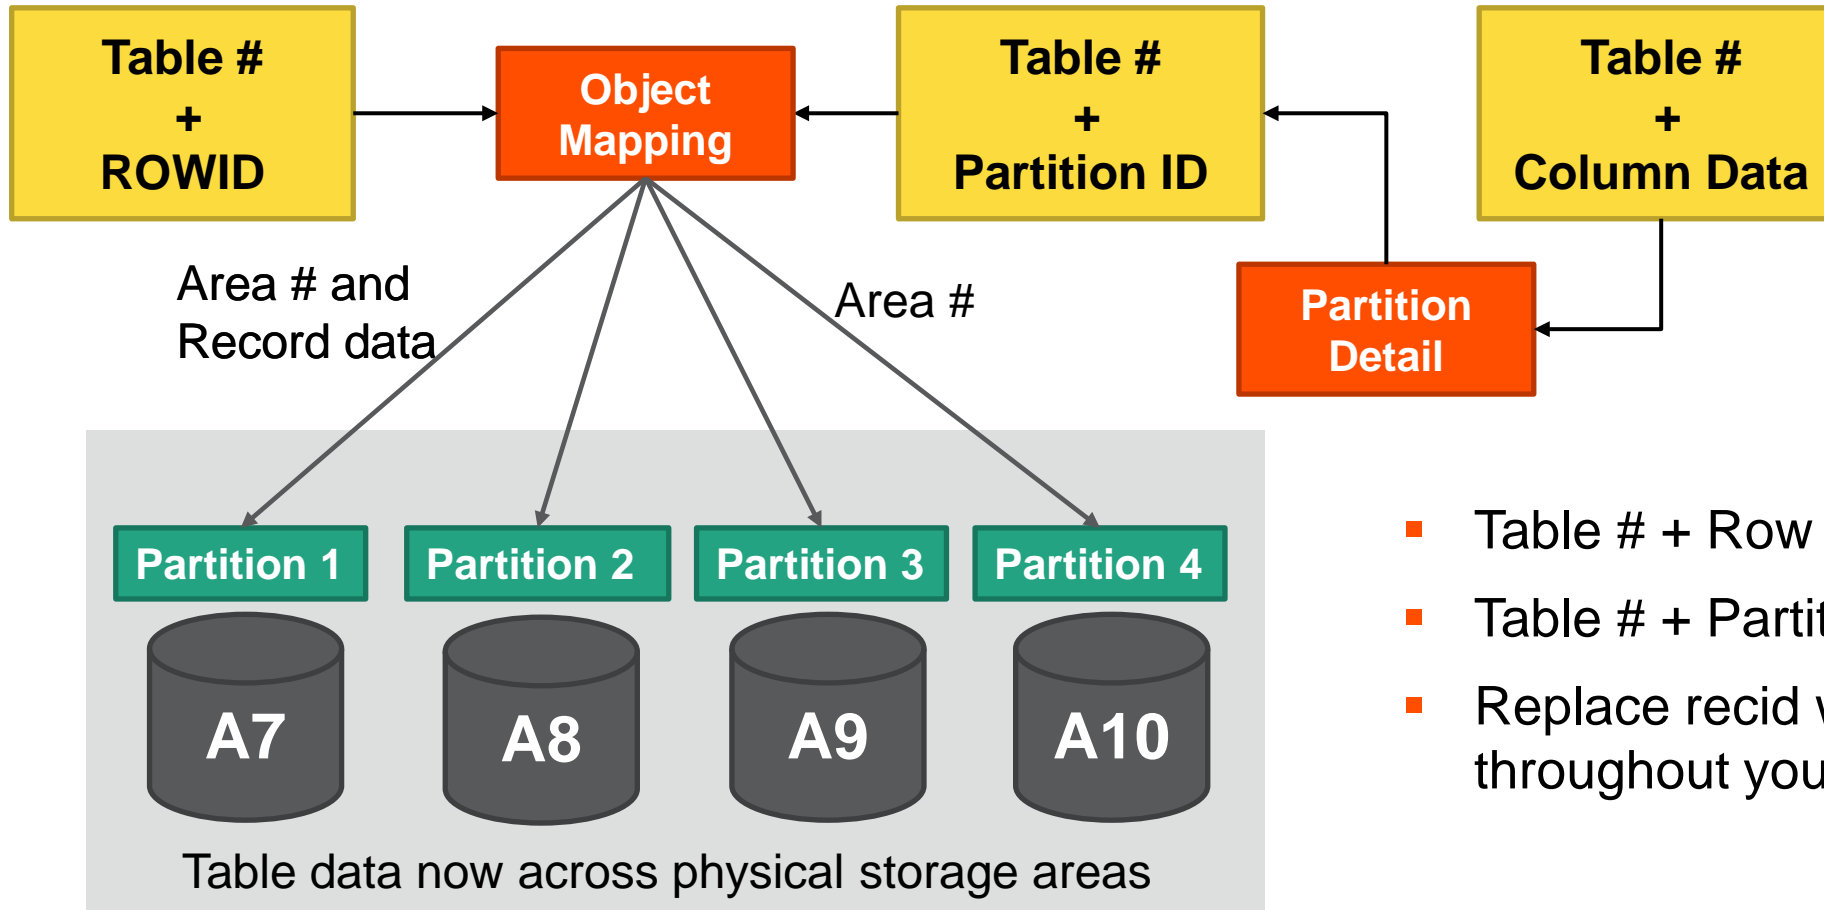 Table #
+
ROWID
Object
Mapping
Table #
+
Partition ID
Table #
+
Column Data
Area # and
Record data
Area #
Partition
Detail
Partition 1
Partition 2
Partition 3
Partition 4
A7
A8
A9
A10
Table data now across physical storage areas
Table # + Row
Table # +
Replace recid
throughout